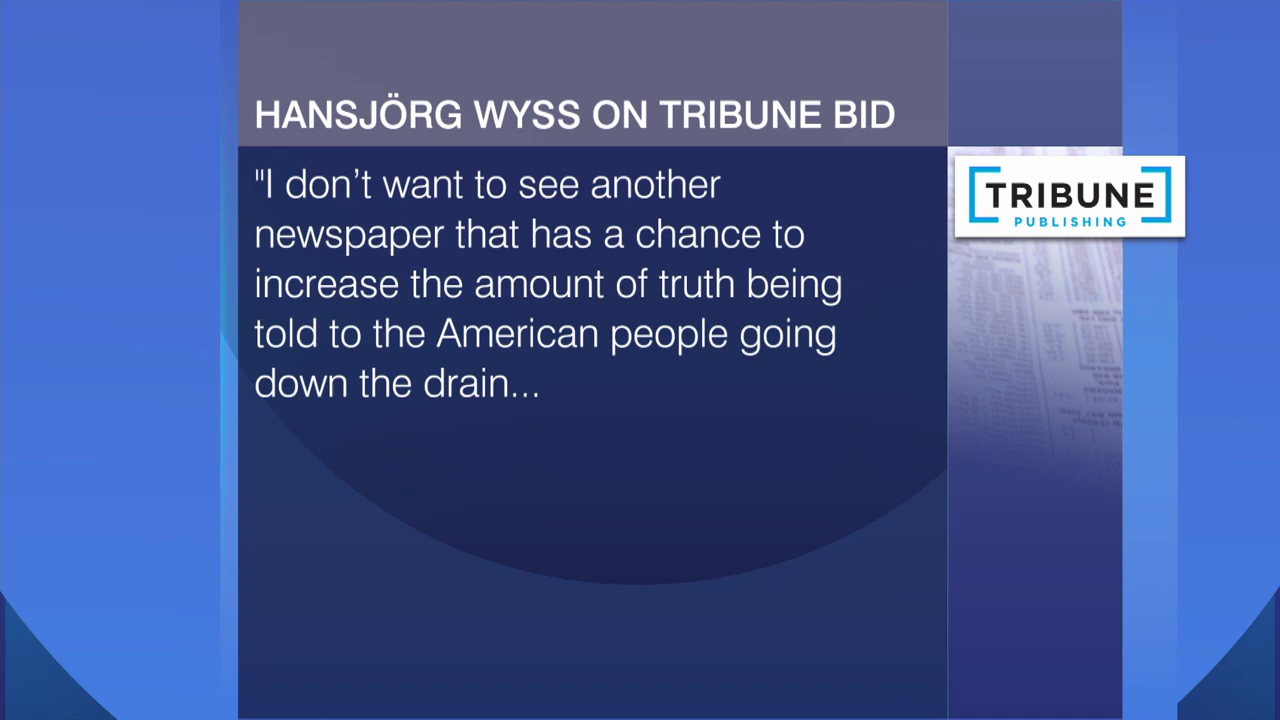 HANSJÖRG WYSS ON TRIBUNE BID
"I don’t want to see another
newspaper that has a chance to
increase the amount of truth being
told to the American people going
down the drain...
TRIBUNE
PUBLISHING